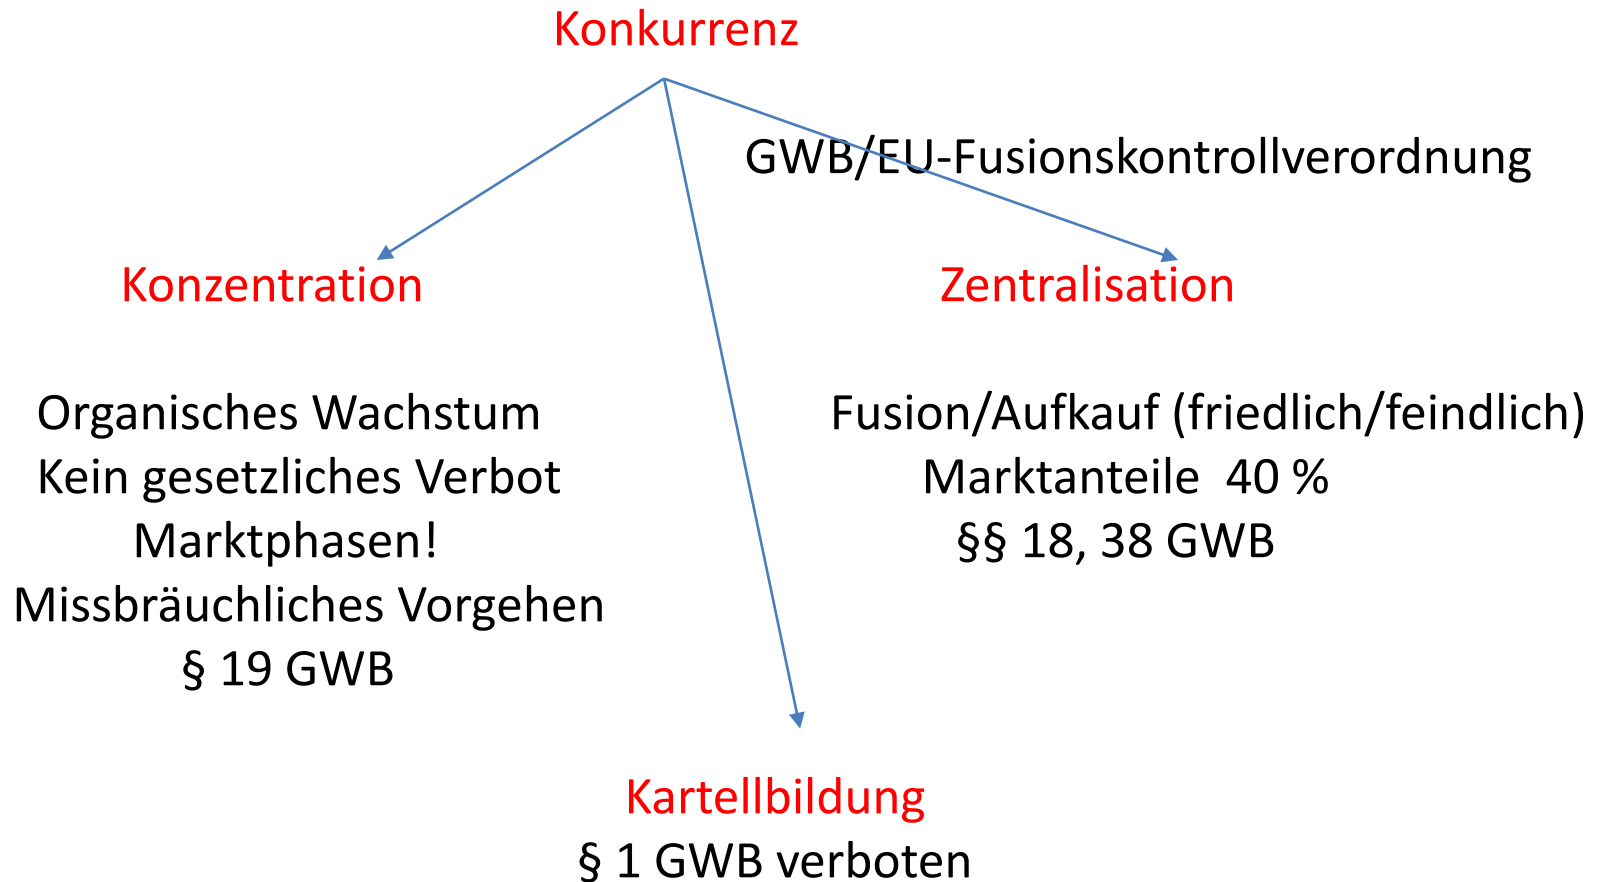 Konkurrenz
GWB/EU-Fusionskontrollverordnung
Konzentration
Organisches Wachstum
Kein gesetzliches Verbot
Marktphasen!
Missbräuchliches Vorgehen
§ 19 GWB
Zentralisation
Fusion/Aufkauf (friedlich/feindlich)
Marktanteile  40 %
§§ 18, 38 GWB
Kartellbildung
§ 1 GWB verboten